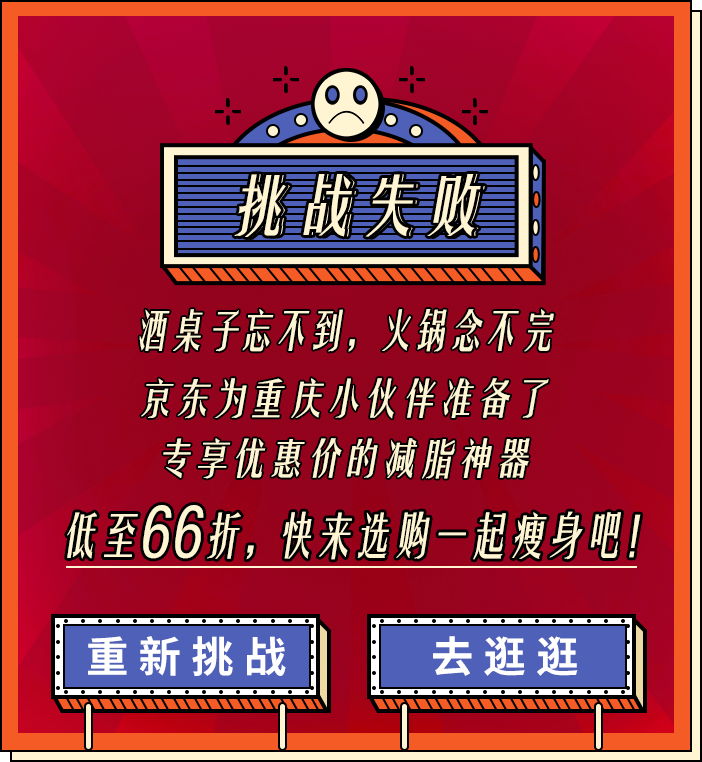 挑战失败
酒桌子忘不到，火锅念不完
京东为重庆小伙伴准备了
专享优惠价的减脂神器
低至66折，快来选购一起瘦身吧！
重新挑战
去逛逛